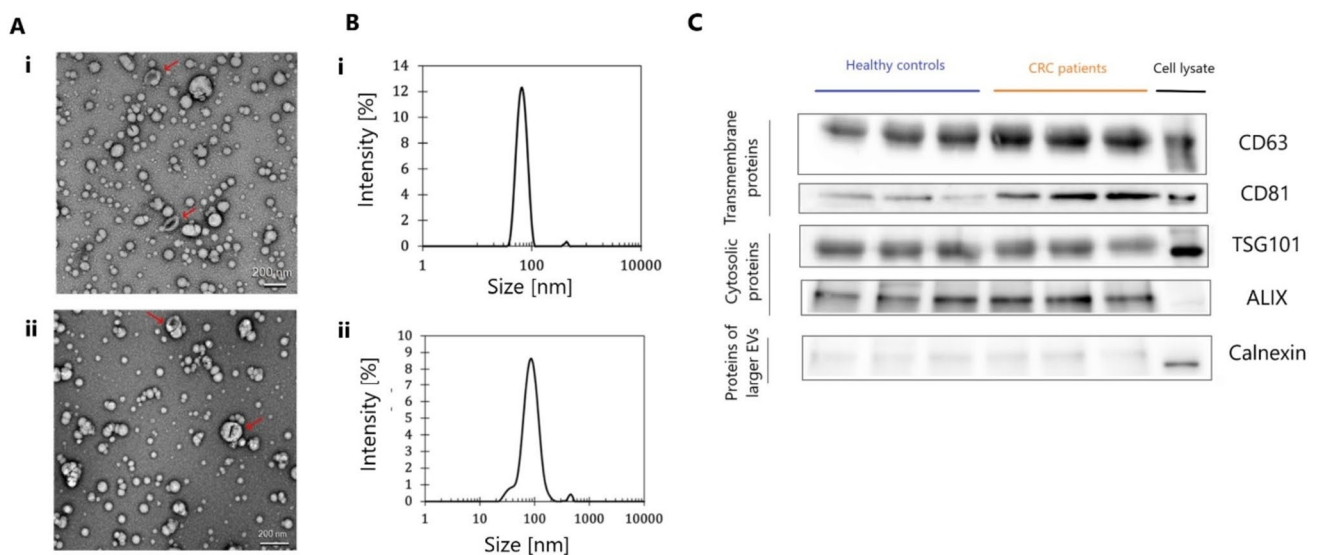 A
i
200 nm
ii
200 nm
B
i
14
12
10
8
6
4
2
0
Intensity [%]
1
100
10000
Size [nm]
ii
10
9
8
7
6
5
4
3
2
1
0
Intensity [%]
1
10
100
1000
10000
Size [nm]
C
Healthy controls
CRC patients
Cell lysate
Transmembrane
proteins
CD63
CD81
Cytosolic
proteins
TSG101
ALIX
Proteins of
larger EVs
Calnexin